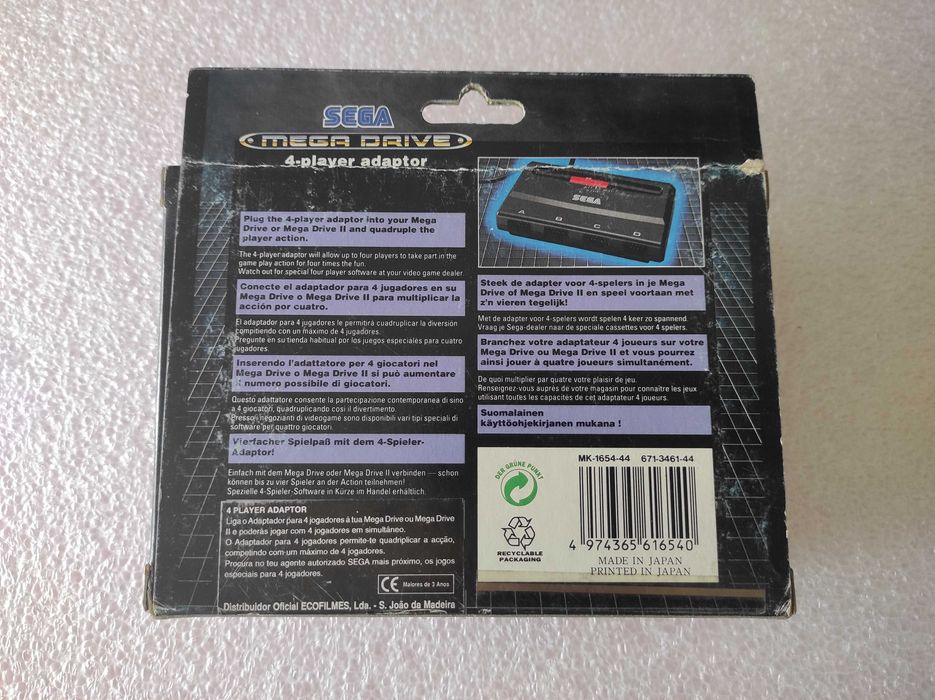 SEGA
MEGA DRIVE
4-player adaptor
Plug the 4-player adaptor into your Mega
Drive or Mega Drive II and quadruple the
player action.
The 4-player adaptor will allow up to four players to take part in the
game play action for four times the fun.
Watch out for special four player software at your video game dealer
Conecte el adaptador para 4 jugadores en su
Mega Drive o Mega Drive II para multiplicar la
acción por cuatro.
El adaptador para 4 jugadores le permitirá cuadruplicar la diversión
compitiendo con un máximo de 4 jugadores.
Pregunte en su tienda habitual por los juegos especiales para cuatro
jugadores.
Inserendo l'adattatore per 4 giocatori nel
Mega Drive o Mega Drive II si può aumentare
il numero possibile di giocatori.
Questo adattatore consente la partecipazione contemporanea di sino
a 4 giocatori, quadruplicando così il divertimento.
Presso i negozianti di videogame sono disponibili vari tipi speciali di
software per quattro giocatori.
Vierfacher Spielpaß mit dem 4-Spieler-
Adaptor!
Einfach mit dem Mega Drive oder Mega Drive II verbinden — schon
können bis zu vier Spieler an der Action teilnehmen!
Spezielle 4-Spieler-Software in Kürze im Handel erhältlich.
4 PLAYER ADAPTOR
Liga o Adaptador para 4 jogadores à tua Mega Drive ou Mega Drive
II e poderás jogar com 4 jogadores em simultâneo.
O Adaptador para 4 jogadores permite-te quadriplicar a acção,
competindo com um máximo de 4 jogadores.
Procura no teu agente autorizado SEGA mais próximo, os jogos
especiais para 4 jogadores.
CE Maiores de 3 Anos
Distribuidor Oficial ECOFILMES, Lda. - S. João da Madeira
SEGA
A B C D
Steek de adapter voor 4-spelers in je Mega
Drive of Mega Drive II en speel voortaan met
z'n vieren tegelijk!
Met de adapter voor 4-spelers wordt spelen 4 keer zo spannend.
Vraag je Sega-dealer naar de speciale cassettes voor 4 spelers.
Branchez votre adaptateur 4 joueurs sur votre
Mega Drive ou Mega Drive II et vous pourrez
ainsi jouer à quatre joueurs simultanément.
De quoi multiplier par quatre votre plaisir de jeu.
Renseignez-vous auprès de votre magasin pour connaître les jeux
utilisant toutes les capacités de cet adaptateur 4 joueurs.
Suomalainen
käyttöohjekirjanen mukana !
DER GRÜNE PUNKT
RECYCLABLE
PACKAGING
MK-1654-44 671-3461-44
4 974365 616540
MADE IN JAPAN
PRINTED IN JAPAN